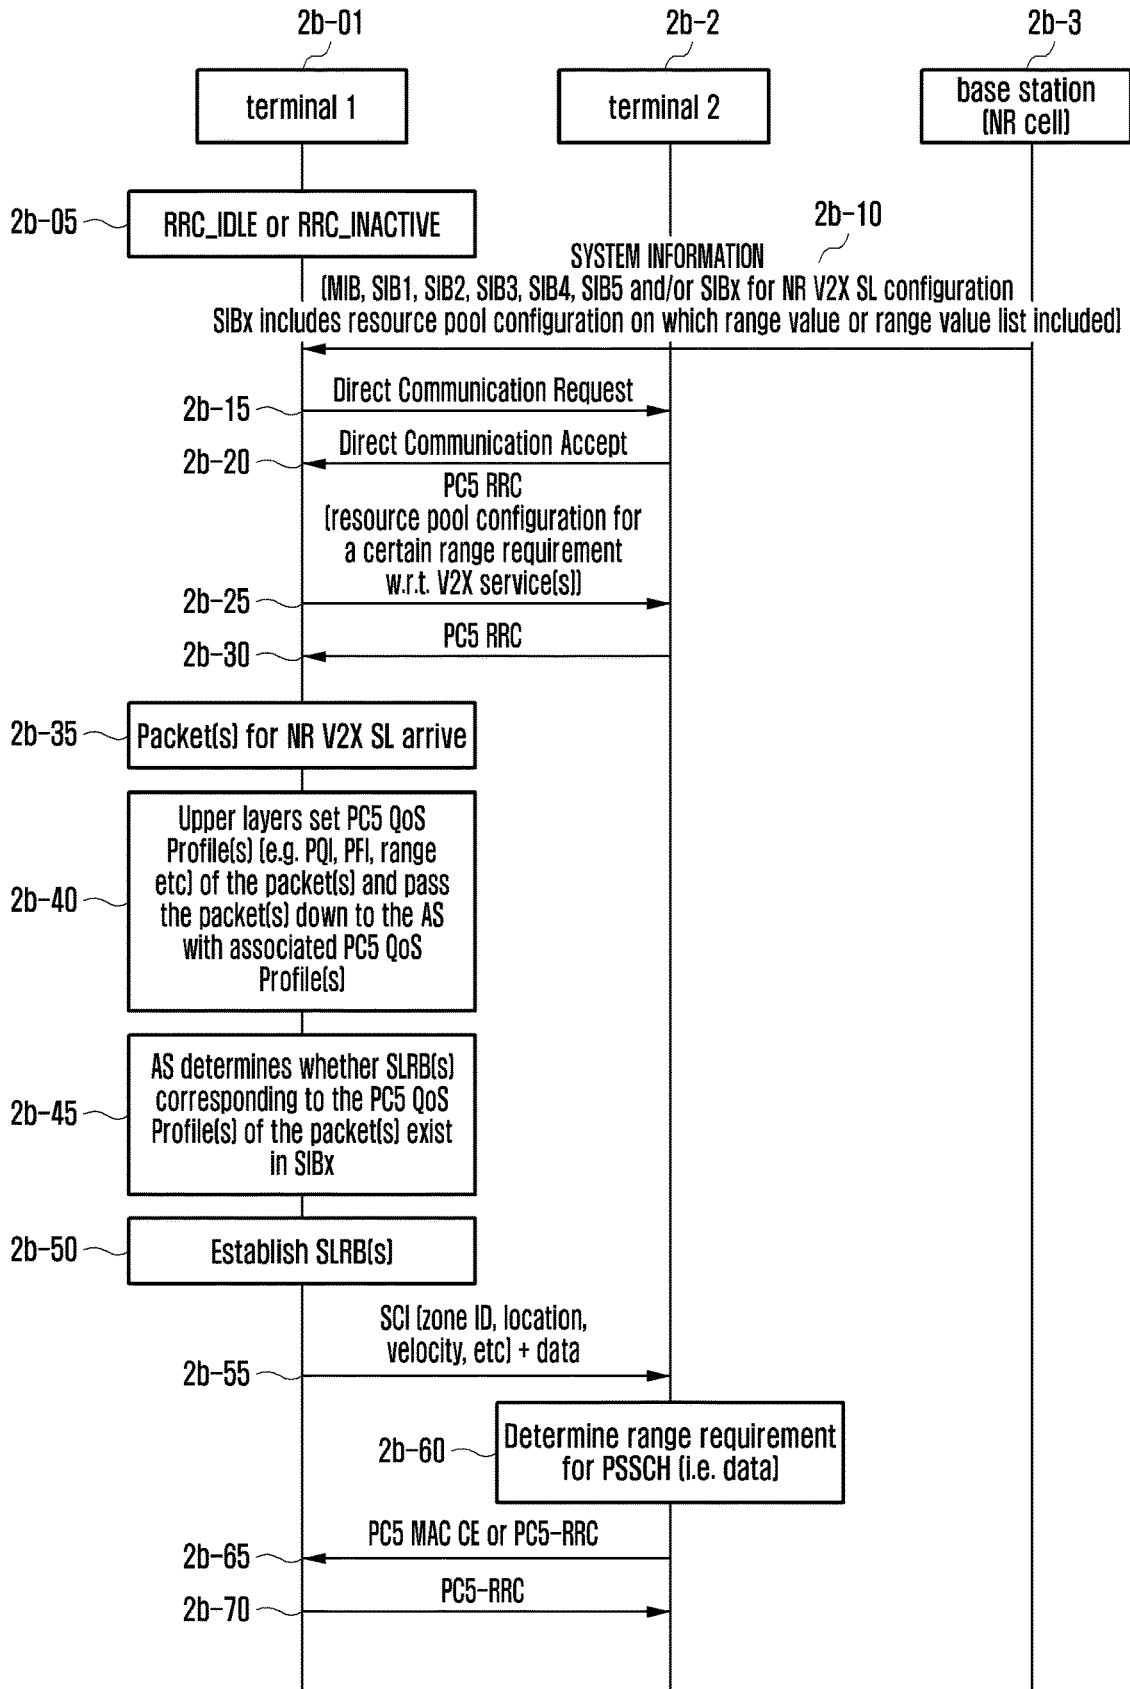 2b-01
2b-2
2b-3
terminal 1
terminal 2
base station
(NR cell)
2b-05
RRC_IDLE or RRC_INACTIVE
2b-10
SYSTEM INFORMATION
(MIB, SIB1, SIB2, SIB3, SIB4, SIB5 and/or SIBx for NR V2X SL configuration
SIBx includes resource pool configuration on which range value or range value list included)
2b-15
Direct Communication Request
2b-20
Direct Communication Accept
PC5 RRC
(resource pool configuration for
a certain range requirement
w.r.t. V2X service(s))
2b-25
PC5 RRC
2b-30
2b-35
Packet(s) for NR V2X SL arrive
2b-40
Upper layers set PC5 QoS
Profile(s) (e.g. PQI, PFI, range
etc) of the packet(s) and pass
the packet(s) down to the AS
with associated PC5 QoS
Profile(s)
2b-45
AS determines whether SLRB(s)
corresponding to the PC5 QoS
Profile(s) of the packet(s) exist
in SIBx
2b-50
Establish SLRB(s)
SCI (zone ID, location,
velocity, etc) + data
2b-55
2b-60
Determine range requirement
for PSSCH (i.e. data)
PC5 MAC CE or PC5-RRC
2b-65
PC5-RRC
2b-70